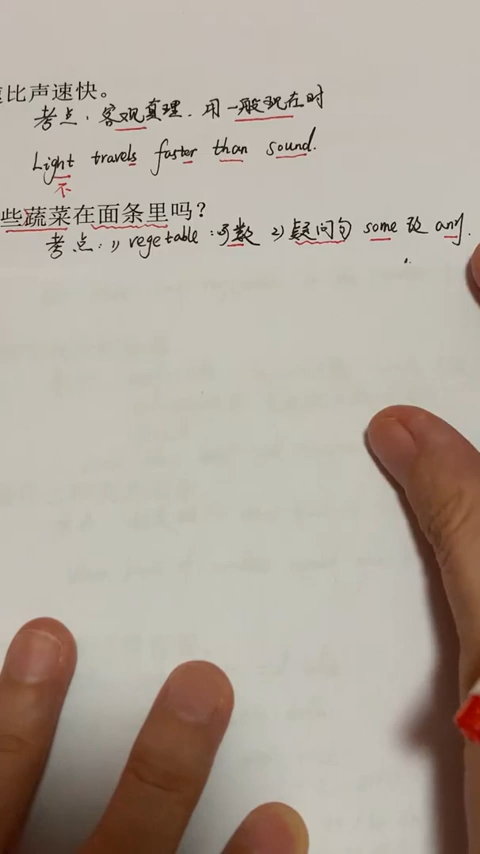 比声速快。
考点：客观真理. 用一般现在时
Light travels faster than sound.
不
些蔬菜在面条里吗？
考点：1) vegetable : 可数 2) 疑问句 some 改 any.